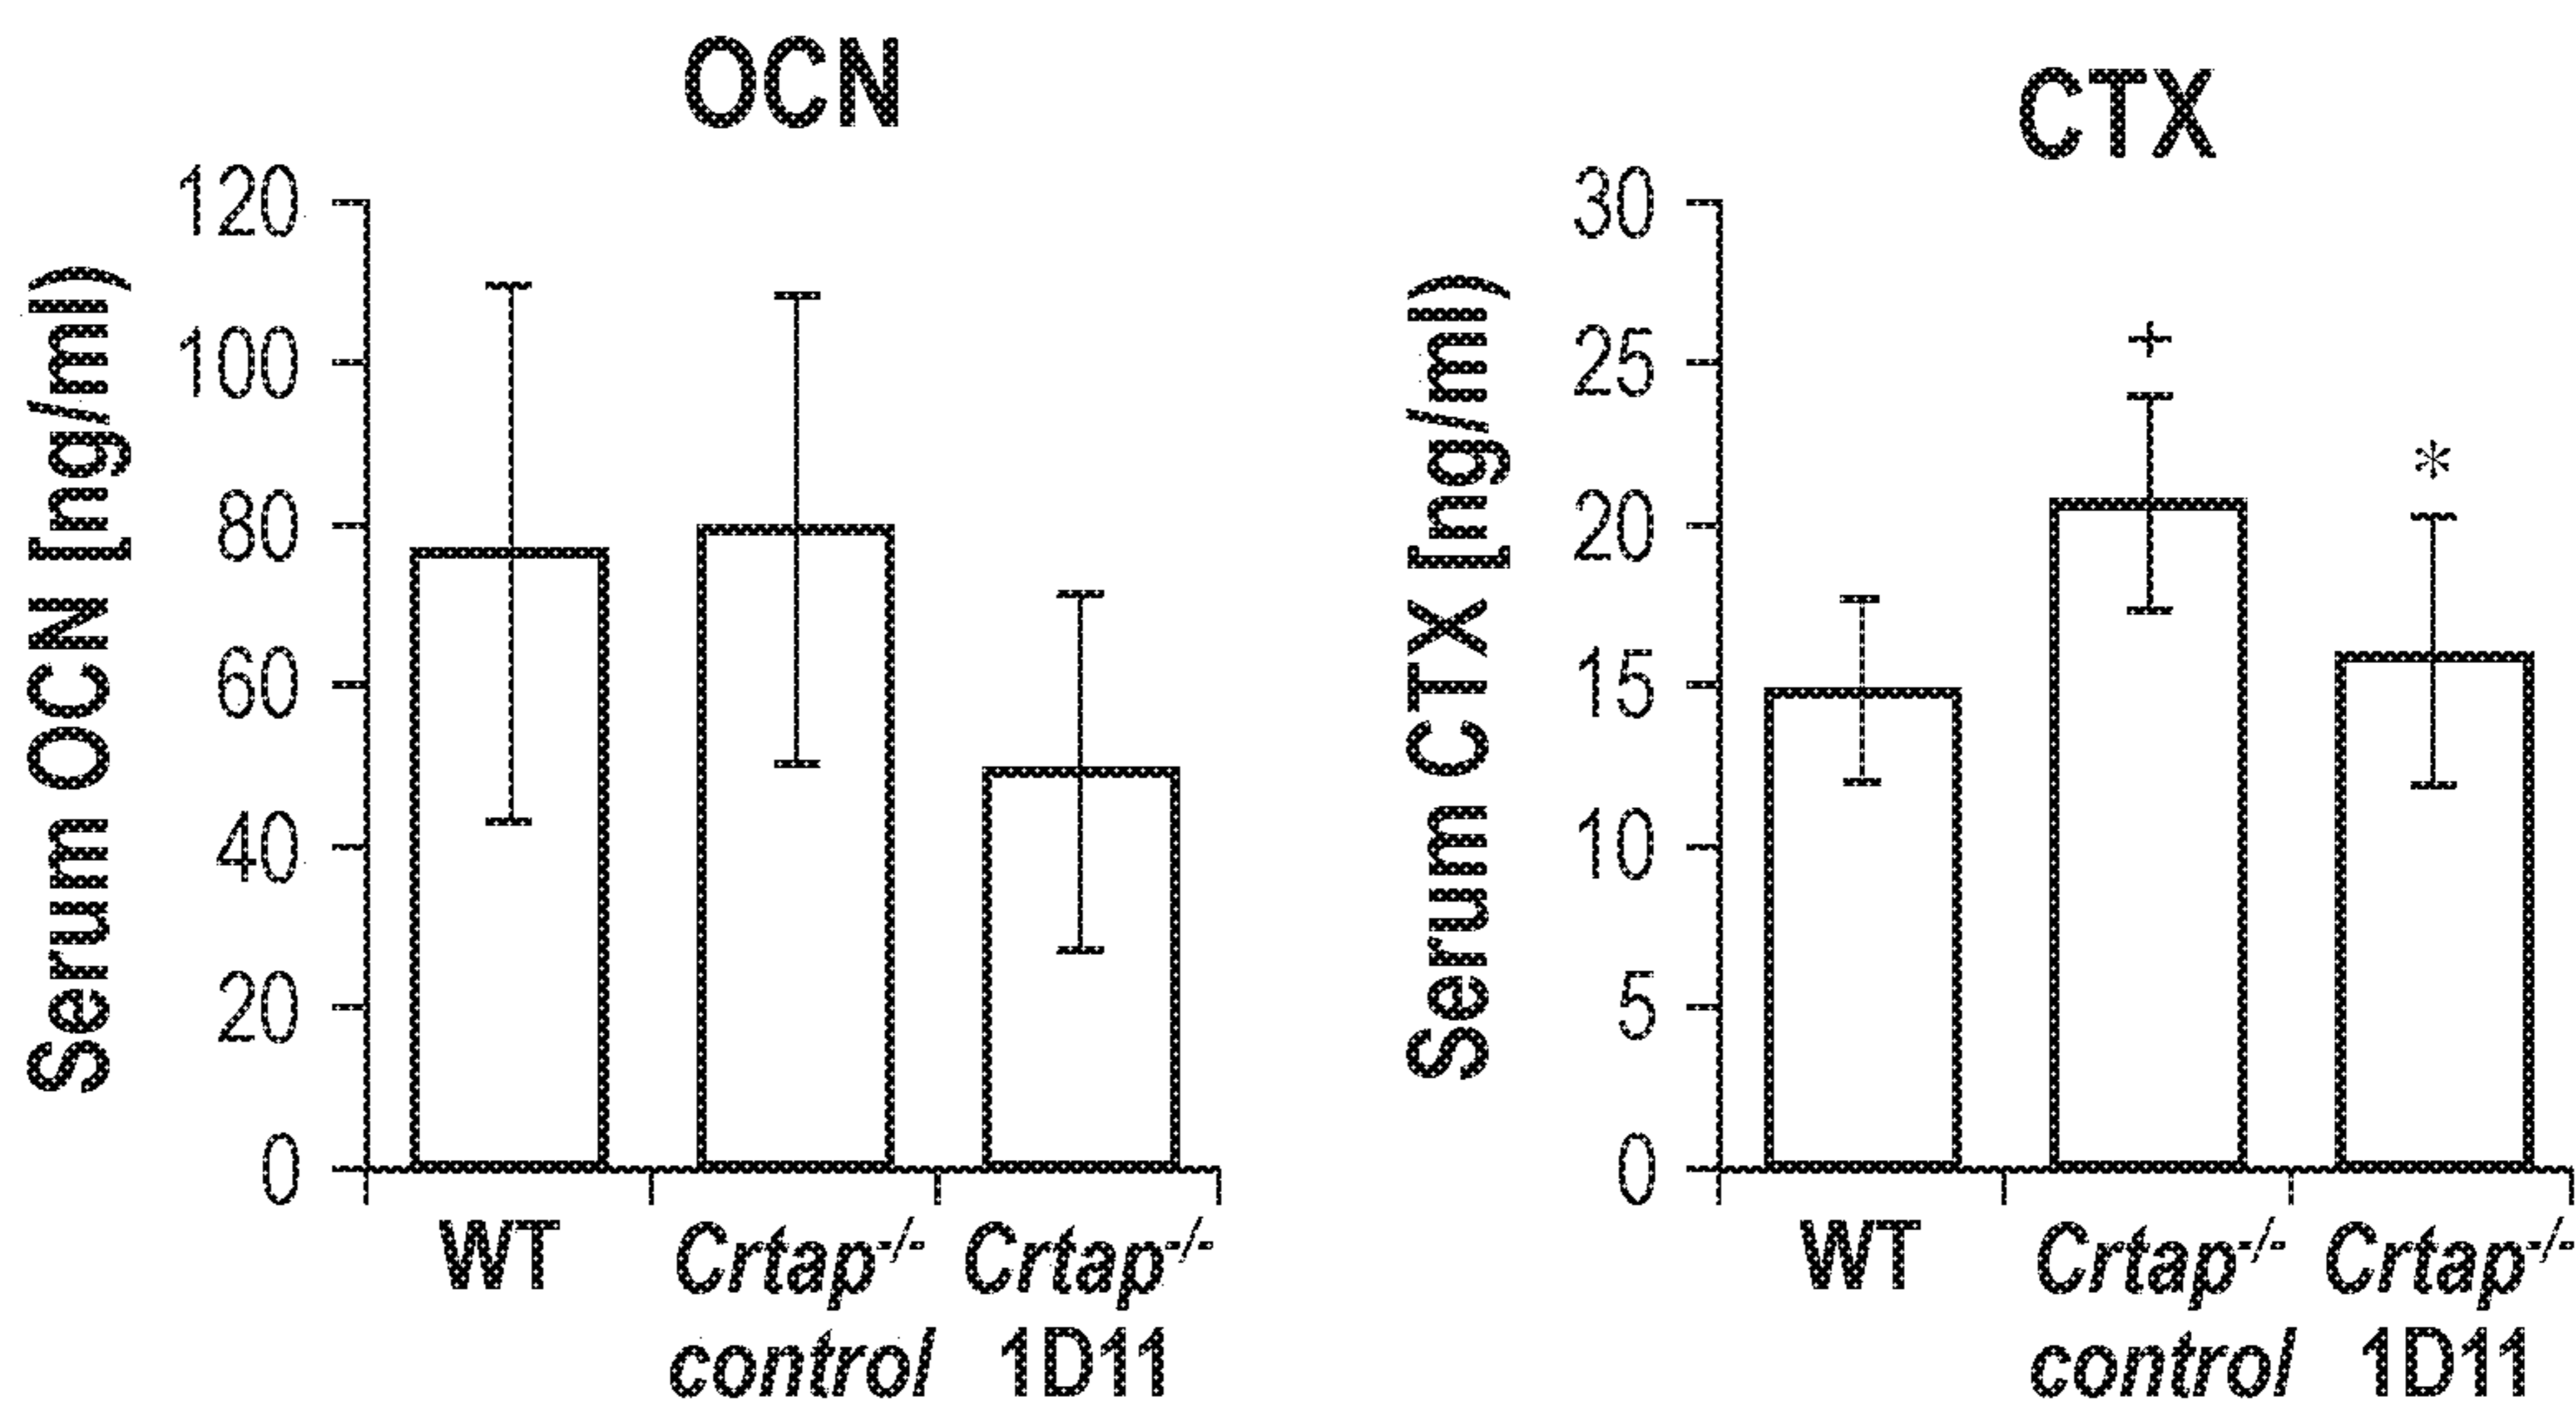 OCN
Serum OCN [ng/ml)
120
100
80
60
40
20
0
WT
Crtap-/- control
Crtap-/- 1D11
CTX
Serum CTX [ng/ml)
30
25
20
15
10
5
0
+
*
WT
Crtap-/- control
Crtap-/- 1D11